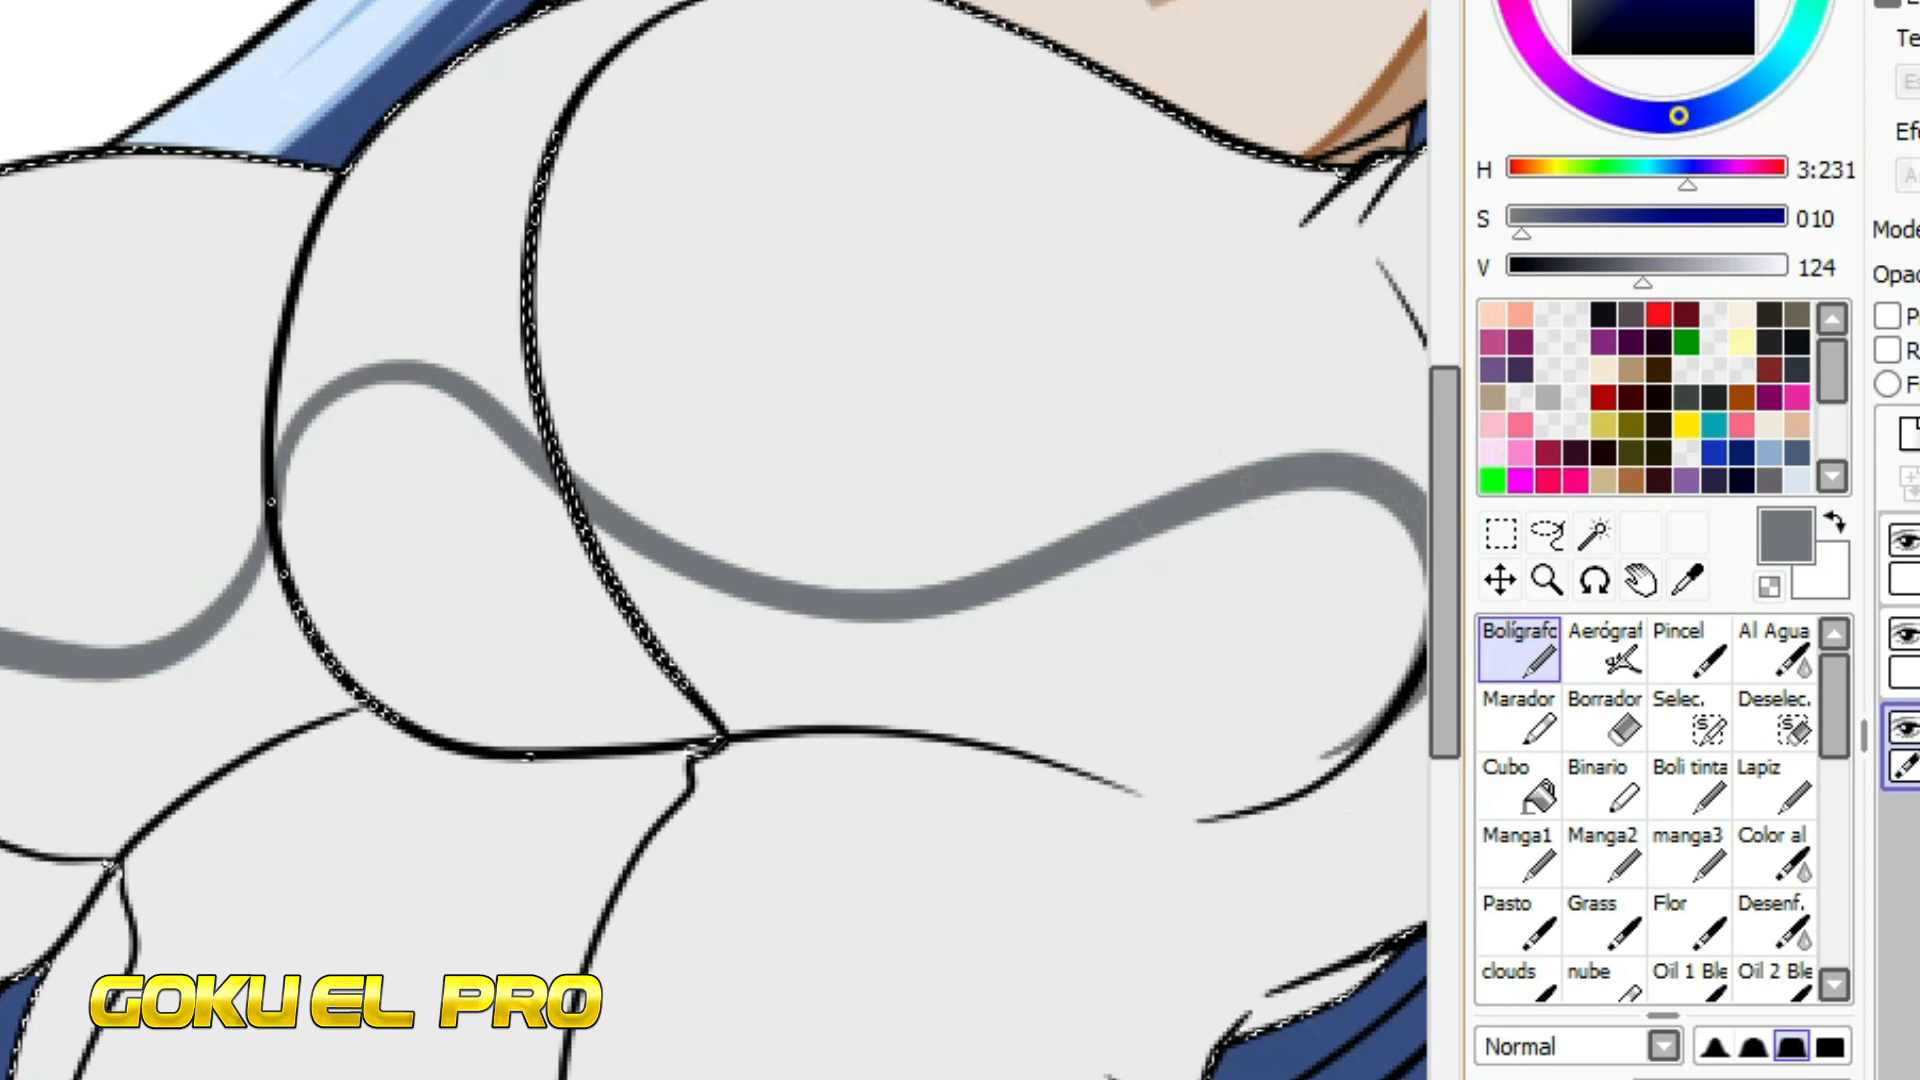 Te
Efe
H 3:231
S 010
Mode
V 124
Opac
P
R
F
Bolígrafo Aerógraf Pincel Al Agua
Marador Borrador Selec. Deselec.
Cubo Binario Boli tinta Lapiz
Manga1 Manga2 manga3 Color al
Pasto Grass Flor Desenf.
clouds nube Oil 1 Ble Oil 2 Ble
GOKU EL PRO
Normal